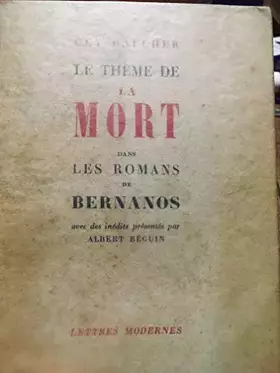 GUY GAUCHER
LE THÈME DE
LA
MORT
DANS
LES ROMANS
DE
BERNANOS
avec des inédits présentés par
ALBERT BÉGUIN
LETTRES MODERNES